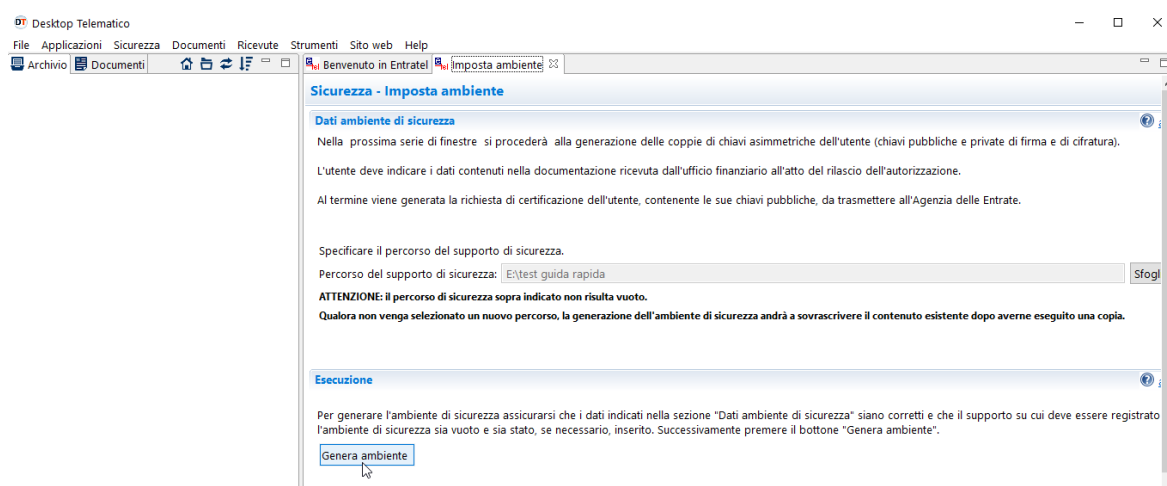 DT Desktop Telematico
File Applicazioni Sicurezza Documenti Ricevute Strumenti Sito web Help
Archivio Documenti
Benvenuto in Entratel Imposta ambiente
Sicurezza - Imposta ambiente
Dati ambiente di sicurezza
Nella prossima serie di finestre si procederà alla generazione delle coppie di chiavi asimmetriche dell'utente (chiavi pubbliche e private di firma e di cifratura).
L'utente deve indicare i dati contenuti nella documentazione ricevuta dall'ufficio finanziario all'atto del rilascio dell'autorizzazione.
Al termine viene generata la richiesta di certificazione dell'utente, contenente le sue chiavi pubbliche, da trasmettere all'Agenzia delle Entrate.
Specificare il percorso del supporto di sicurezza.
Percorso del supporto di sicurezza: E:\test guida rapida Sfogl
ATTENZIONE: il percorso di sicurezza sopra indicato non risulta vuoto.
Qualora non venga selezionato un nuovo percorso, la generazione dell'ambiente di sicurezza andrà a sovrascrivere il contenuto esistente dopo averne eseguito una copia.
Esecuzione
Per generare l'ambiente di sicurezza assicurarsi che i dati indicati nella sezione "Dati ambiente di sicurezza" siano corretti e che il supporto su cui deve essere registrato
l'ambiente di sicurezza sia vuoto e sia stato, se necessario, inserito. Successivamente premere il bottone "Genera ambiente".
Genera ambiente